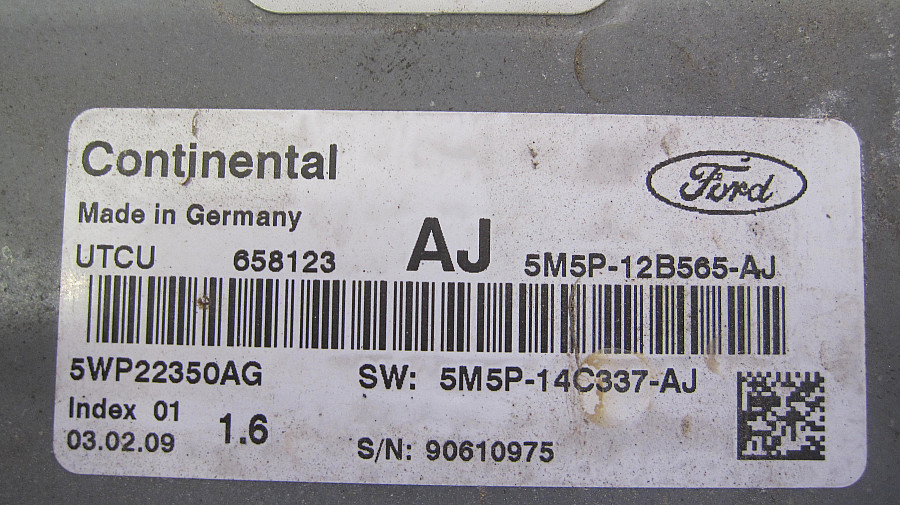 Continental
Ford
Made in Germany
UTCU 658123 AJ 5M5P-12B565-AJ
5WP22350AG SW: 5M5P-14C337-AJ
Index 01
03.02.09 1.6 S/N: 90610975